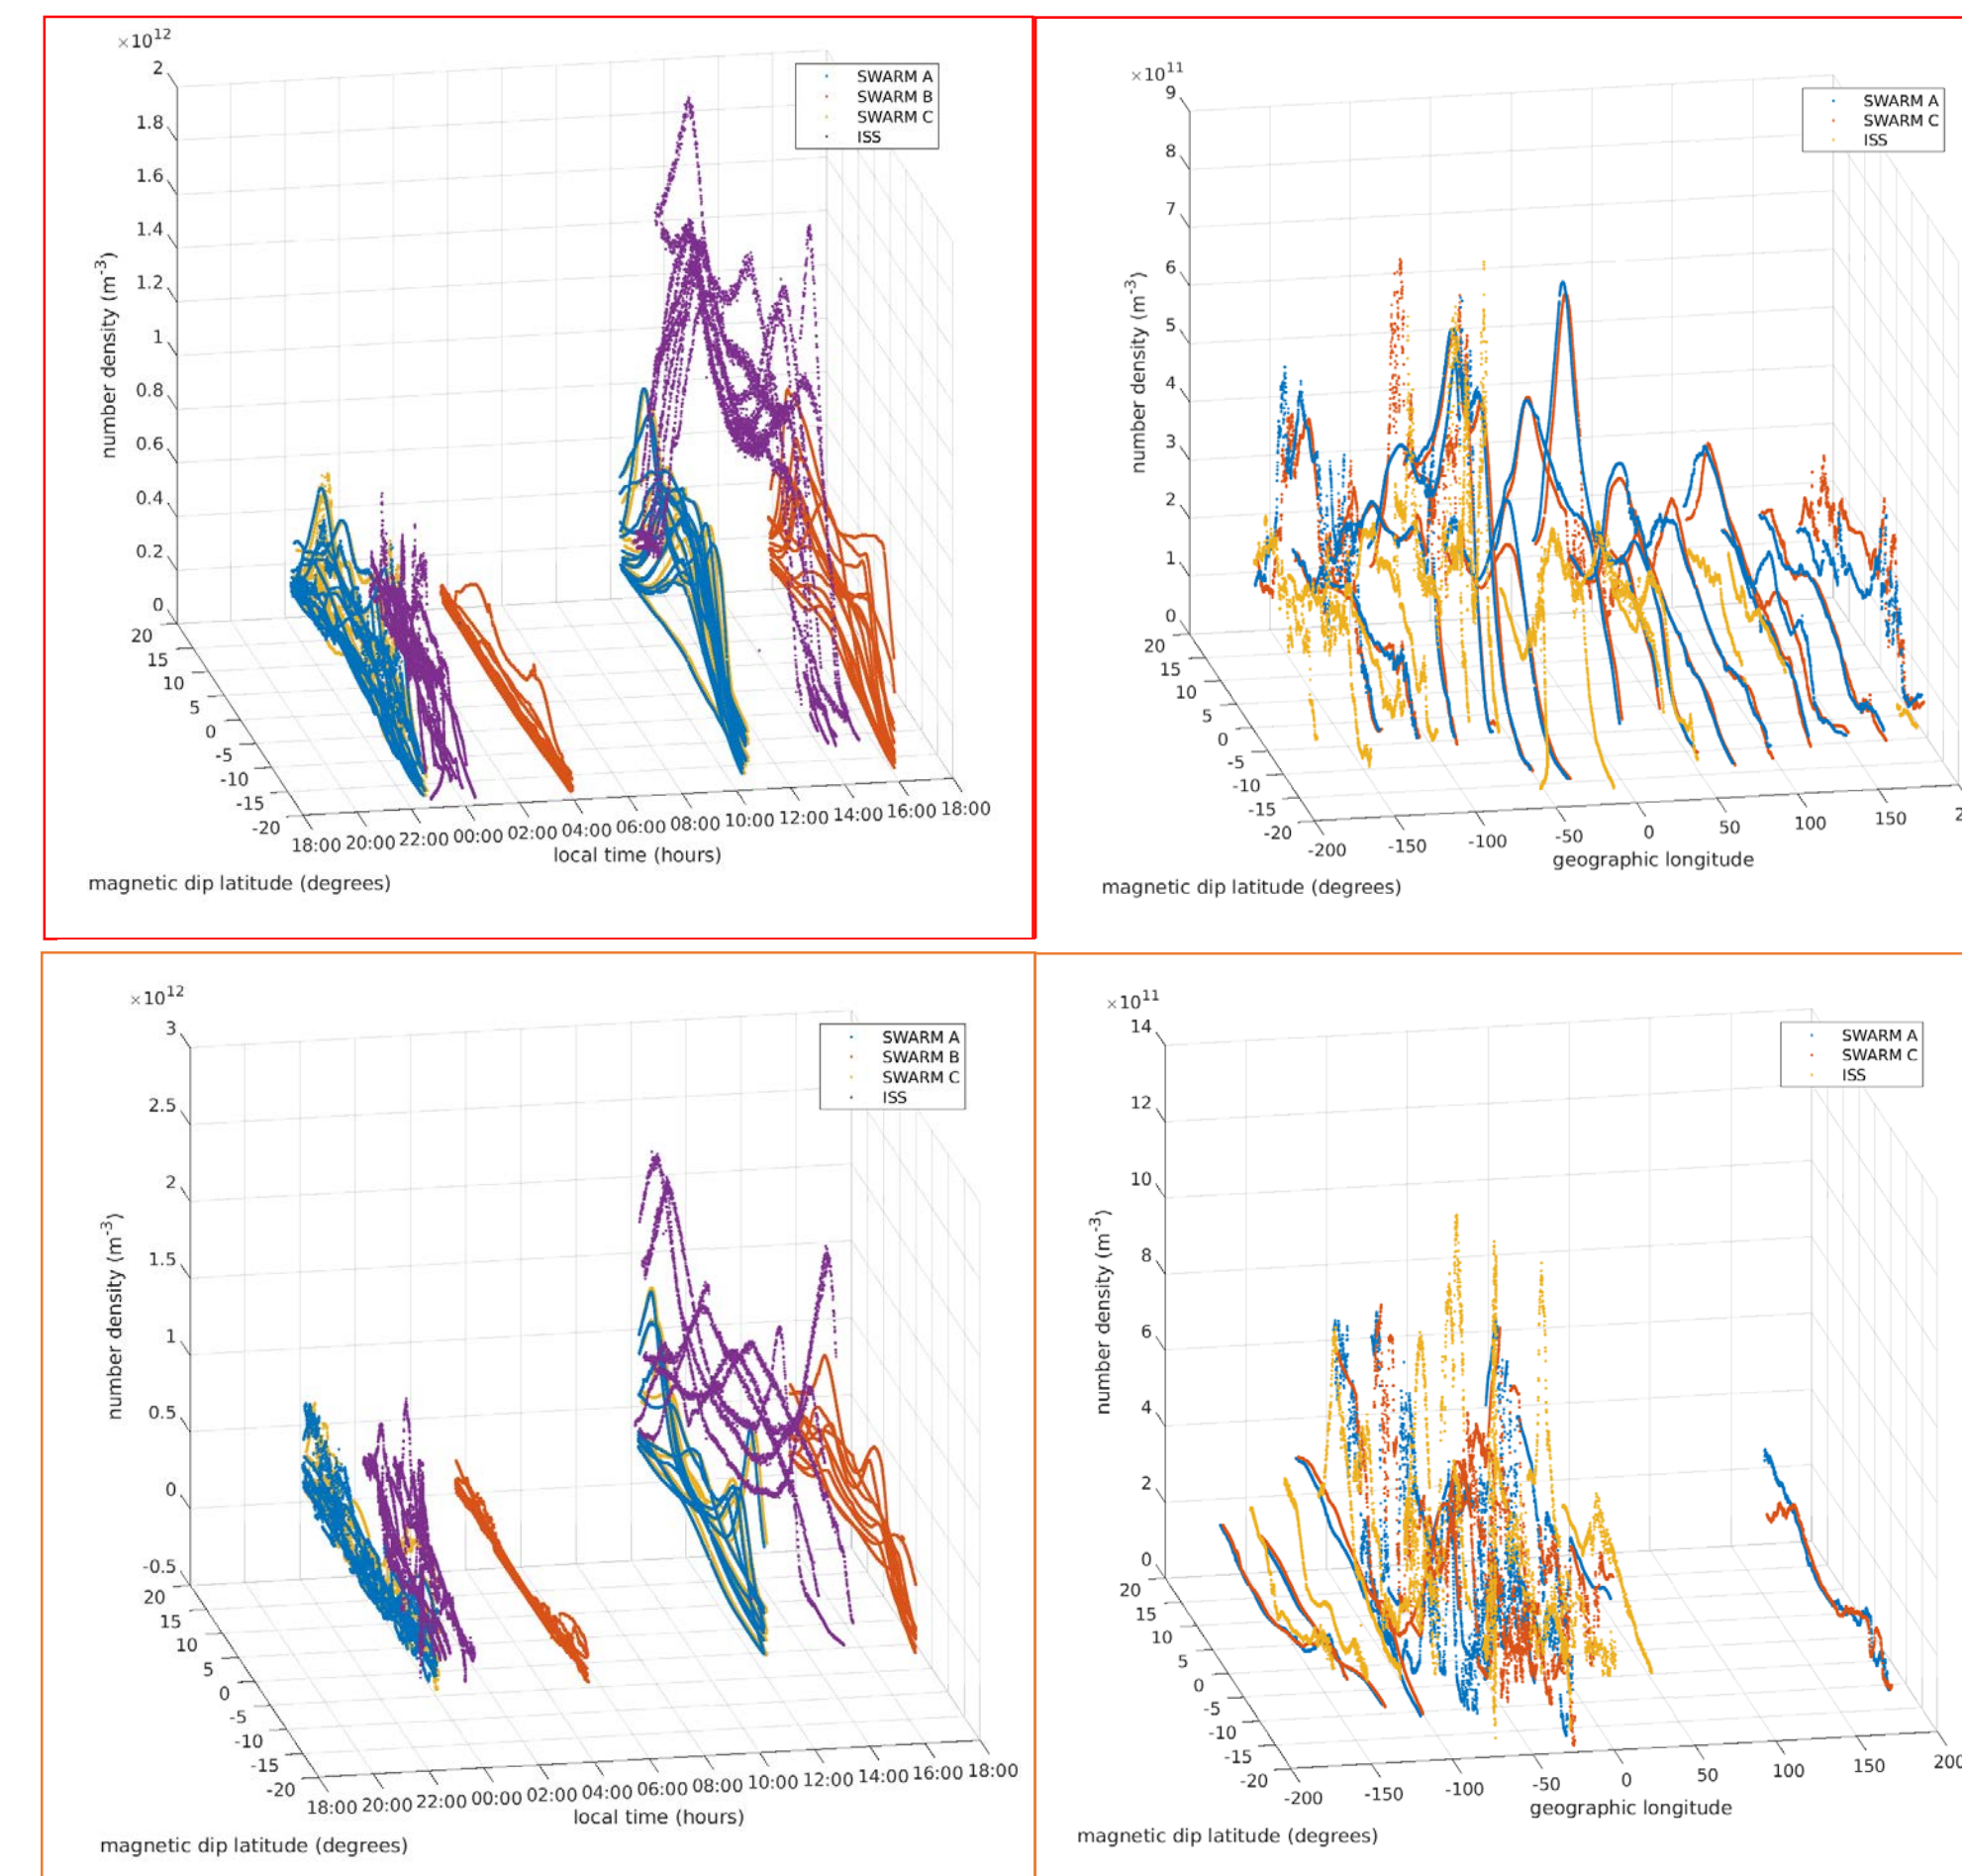 ×10^12
2
1.8
1.6
1.4
1.2
1
0.8
0.6
0.4
0.2
0
number density (m^-3)
20
15
10
5
0
-5
-10
-15
-20
18:00 20:00 22:00 00:00 02:00 04:00 06:00 08:00 10:00 12:00 14:00 16:00 18:00
local time (hours)
magnetic dip latitude (degrees)
SWARM A
SWARM B
SWARM C
ISS
×10^11
9
8
7
6
5
4
3
2
1
0
number density (m^-3)
20
15
10
5
0
-5
-10
-15
-20
-200 -150 -100 -50 0 50 100 150
geographic longitude
magnetic dip latitude (degrees)
SWARM A
SWARM C
ISS
×10^12
3
2.5
2
1.5
1
0.5
0
-0.5
number density (m^-3)
20
15
10
5
0
-5
-10
-15
-20
18:00 20:00 22:00 00:00 02:00 04:00 06:00 08:00 10:00 12:00 14:00 16:00 18:00
local time (hours)
magnetic dip latitude (degrees)
SWARM A
SWARM B
SWARM C
ISS
×10^11
14
12
10
8
6
4
2
0
number density (m^-3)
20
15
10
5
0
-5
-10
-15
-20
-200 -150 -100 -50 0 50 100 150 200
geographic longitude
magnetic dip latitude (degrees)
SWARM A
SWARM C
ISS